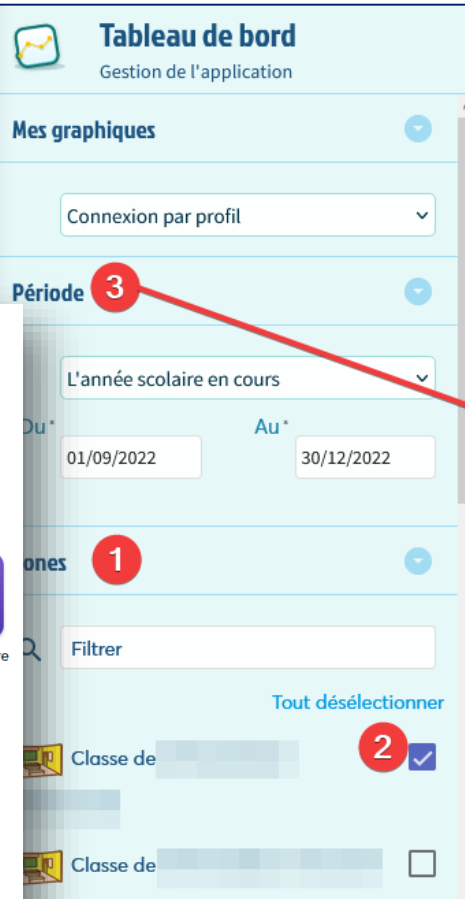 Tableau de bord
Gestion de l'application
Mes graphiques
Connexion par profil
Période 3
L'année scolaire en cours
Du* Au*
01/09/2022 30/12/2022
ones 1
Filtrer
Tout désélectionner
Classe de 2
Classe de